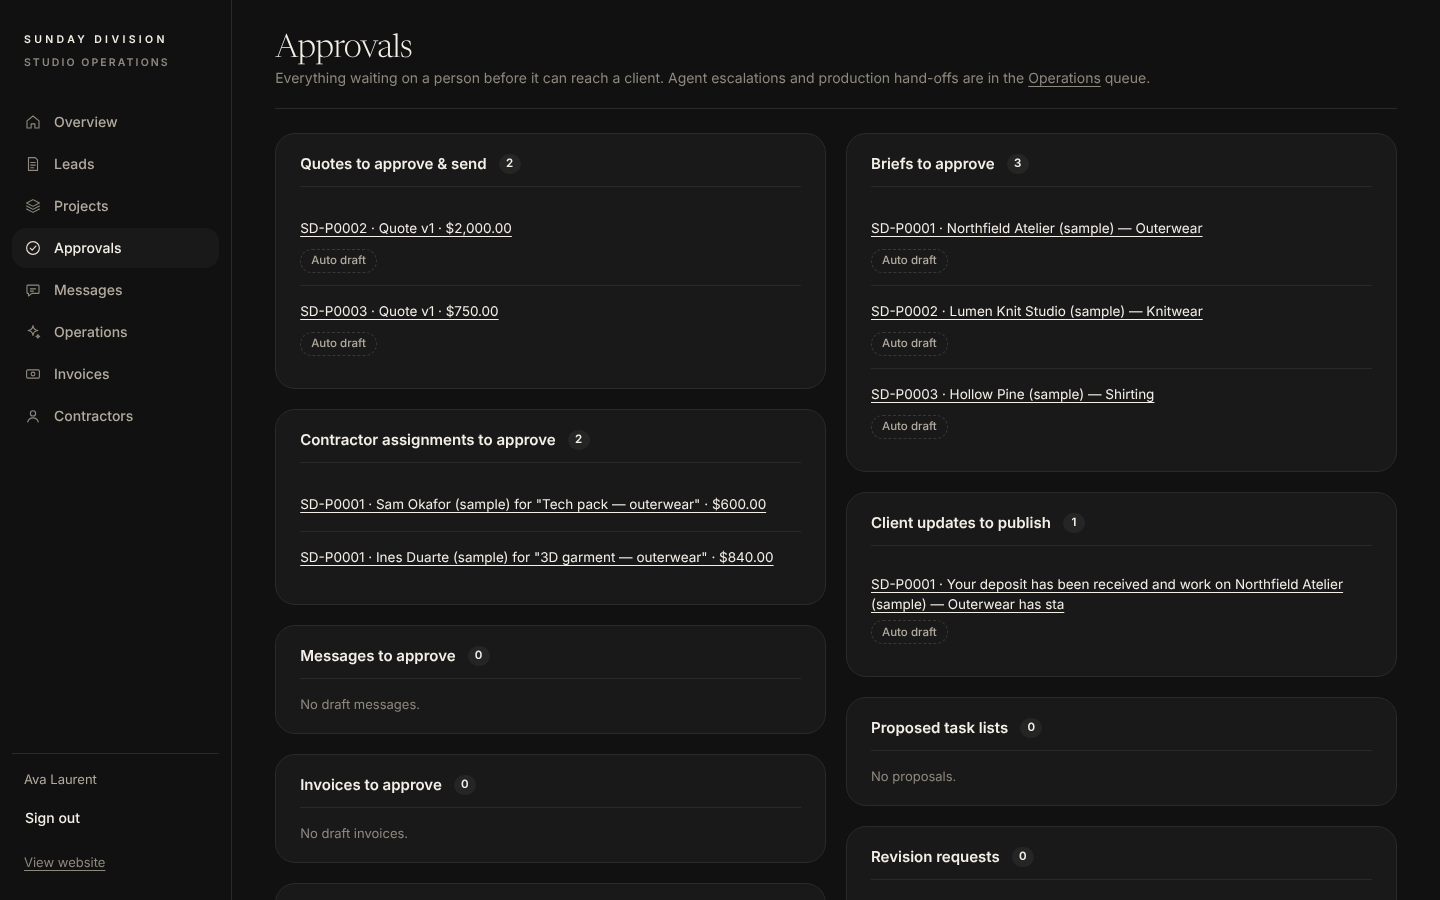 SUNDAY DIVISION
STUDIO OPERATIONS
Overview
Leads
Projects
Approvals
Messages
Operations
Invoices
Contractors
Ava Laurent
Sign out
View website
Approvals
Everything waiting on a person before it can reach a client. Agent escalations and production hand-offs are in the Operations queue.
Quotes to approve & send 2
SD-P0002 · Quote v1 · $2,000.00
Auto draft
SD-P0003 · Quote v1 · $750.00
Auto draft
Contractor assignments to approve 2
SD-P0001 · Sam Okafor (sample) for "Tech pack — outerwear" · $600.00
SD-P0001 · Ines Duarte (sample) for "3D garment — outerwear" · $840.00
Messages to approve 0
No draft messages.
Invoices to approve 0
No draft invoices.
Briefs to approve 3
SD-P0001 · Northfield Atelier (sample) — Outerwear
Auto draft
SD-P0002 · Lumen Knit Studio (sample) — Knitwear
Auto draft
SD-P0003 · Hollow Pine (sample) — Shirting
Auto draft
Client updates to publish 1
SD-P0001 · Your deposit has been received and work on Northfield Atelier
(sample) — Outerwear has sta
Auto draft
Proposed task lists 0
No proposals.
Revision requests 0